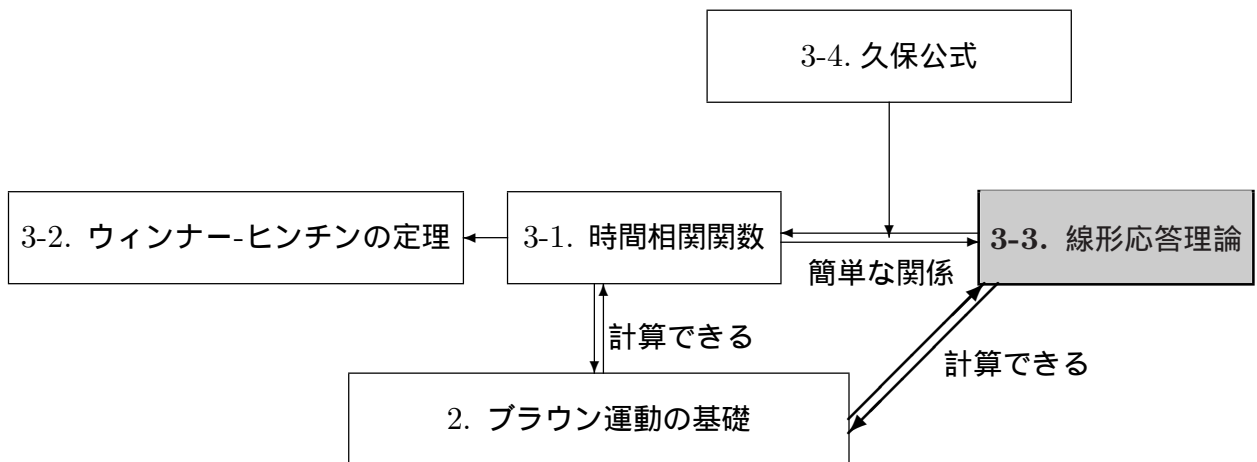 3-4. 久保公式
3-2. ウィンナー-ヒンチンの定理
3-1. 時間相関関数
3-3. 線形応答理論
簡単な関係
計算できる
計算できる
2. ブラウン運動の基礎